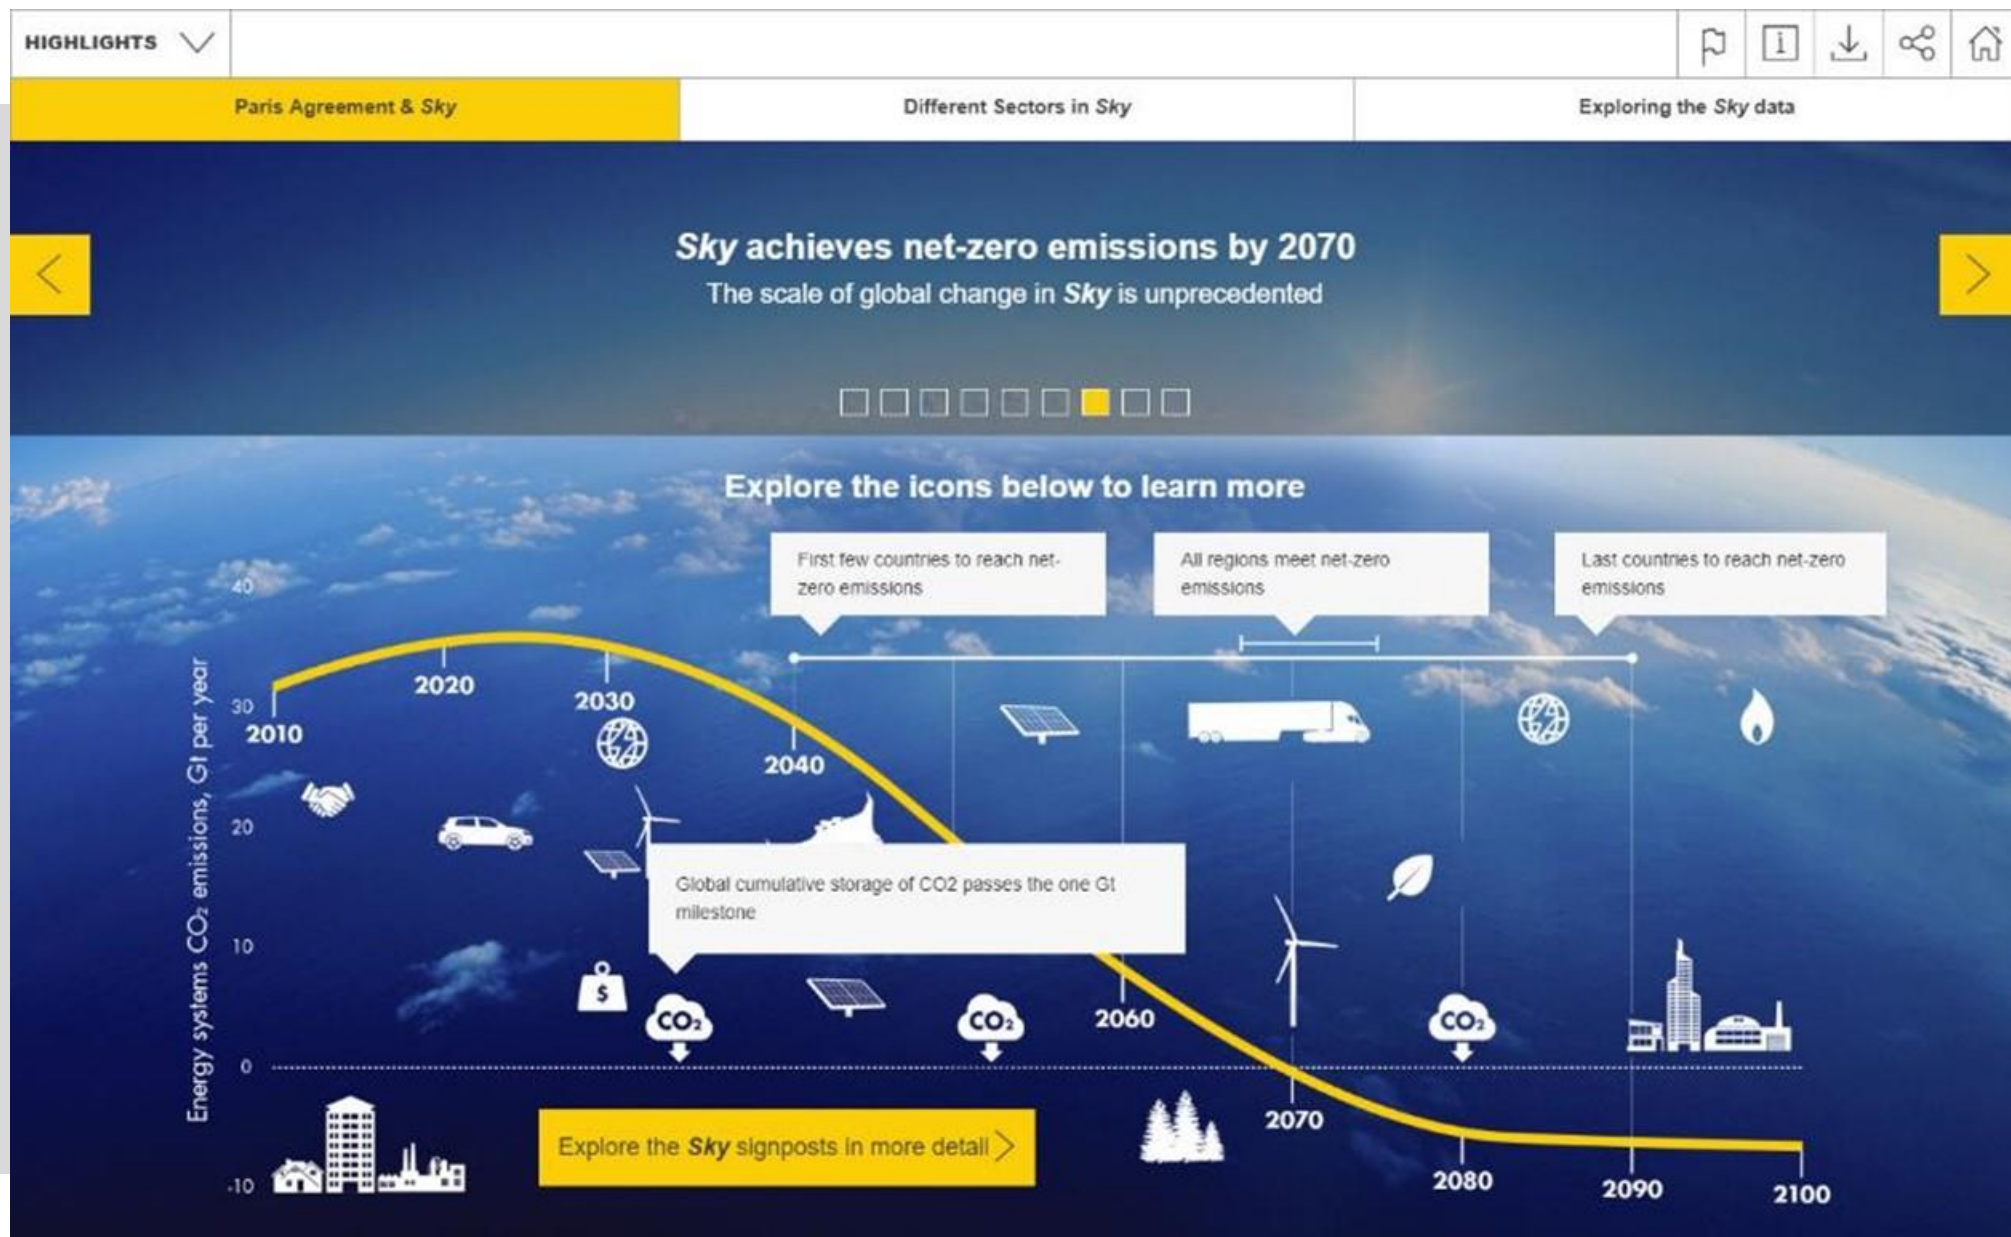 HIGHLIGHTS
Paris Agreement & Sky
Different Sectors in Sky
Exploring the Sky data
Sky achieves net-zero emissions by 2070
The scale of global change in Sky is unprecedented
Explore the icons below to learn more
First few countries to reach net-
zero emissions
All regions meet net-zero
emissions
Last countries to reach net-zero
emissions
Energy systems CO₂ emissions, Gt per year
40
30
20
10
0
-10
2010
2020
2030
2040
Global cumulative storage of CO2 passes the one Gt
milestone
$
CO₂
CO₂
2060
CO₂
2070
2080
2090
2100
Explore the Sky signposts in more detail